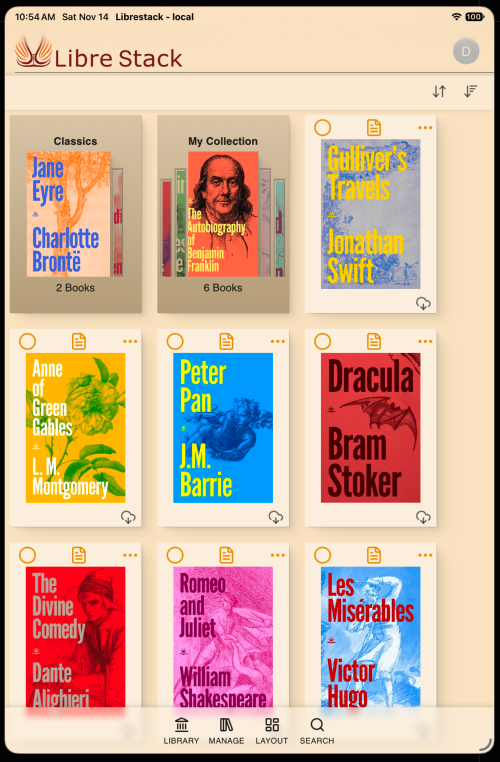 10:54 AM Sat Nov 14 Librestack - local
100
Libre Stack
D
Classics
Jane
Eyre
Charlotte
Brontë
2 Books
My Collection
The
Autobiography
of
Benjamin
Franklin
6 Books
Gulliver's
Travels
Jonathan
Swift
Anne
of
Green
Gables
L. M.
Montgomery
Peter
Pan
J.M.
Barrie
Dracula
Bram
Stoker
The
Divine
Comedy
Dante
Alighieri
Romeo
and
Juliet
William
Shakespeare
Les
Misérables
Victor
Hugo
LIBRARY MANAGE LAYOUT SEARCH